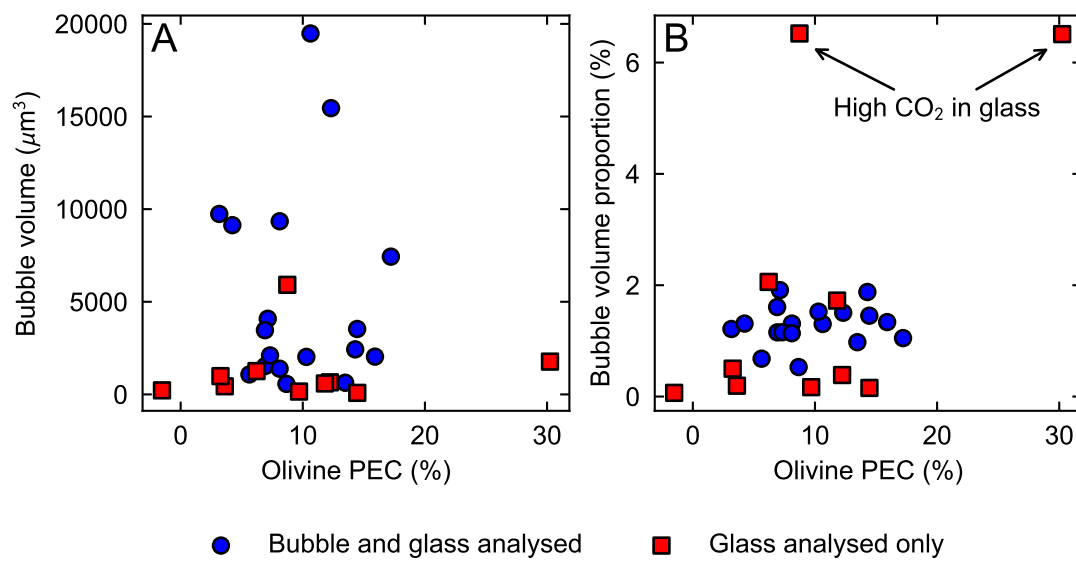 A
Bubble volume (μm³)
20000
15000
10000
5000
0
0 10 20 30
Olivine PEC (%)
B
Bubble volume proportion (%)
6
4
2
0
High CO₂ in glass
0 10 20 30
Olivine PEC (%)
Bubble and glass analysed
Glass analysed only